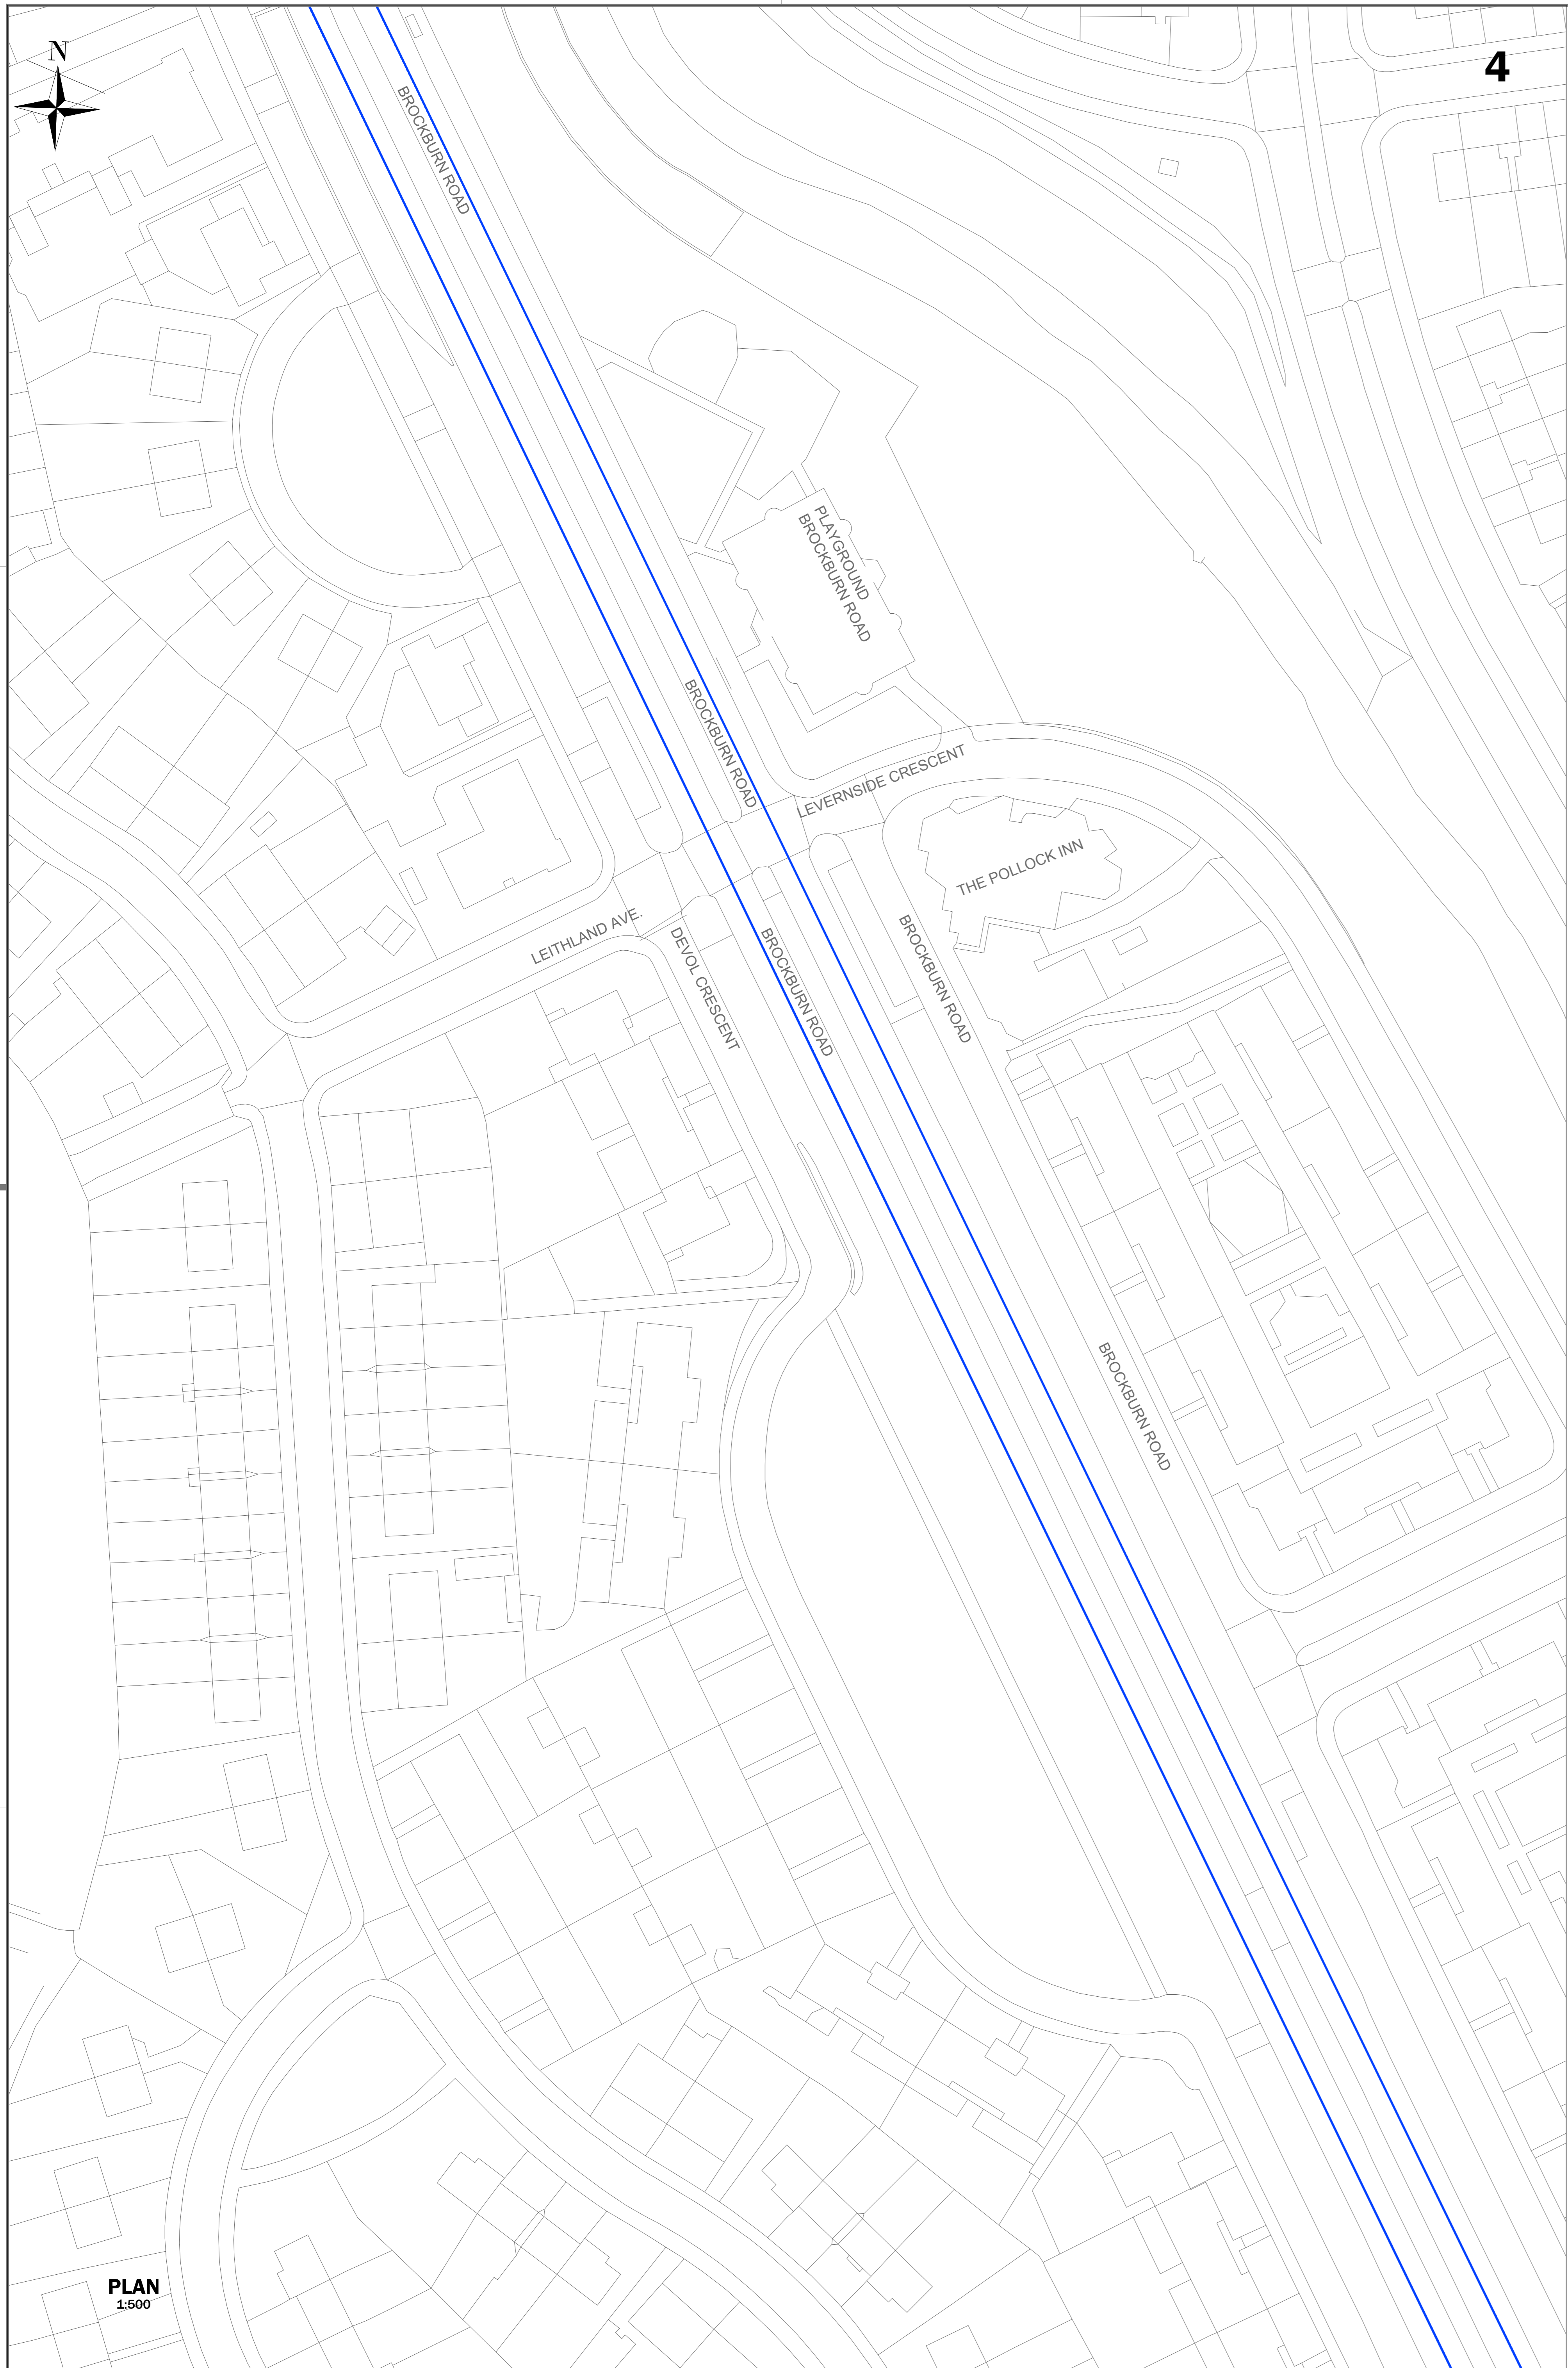 N
4
BROCKBURN ROAD
PLAYGROUND
BROCKBURN ROAD
BROCKBURN ROAD
LEVERNSIDE CRESCENT
THE POLLOCK INN
LEITHLAND AVE.
DEVOL CRESCENT
BROCKBURN ROAD
BROCKBURN ROAD
BROCKBURN ROAD
PLAN
1:500